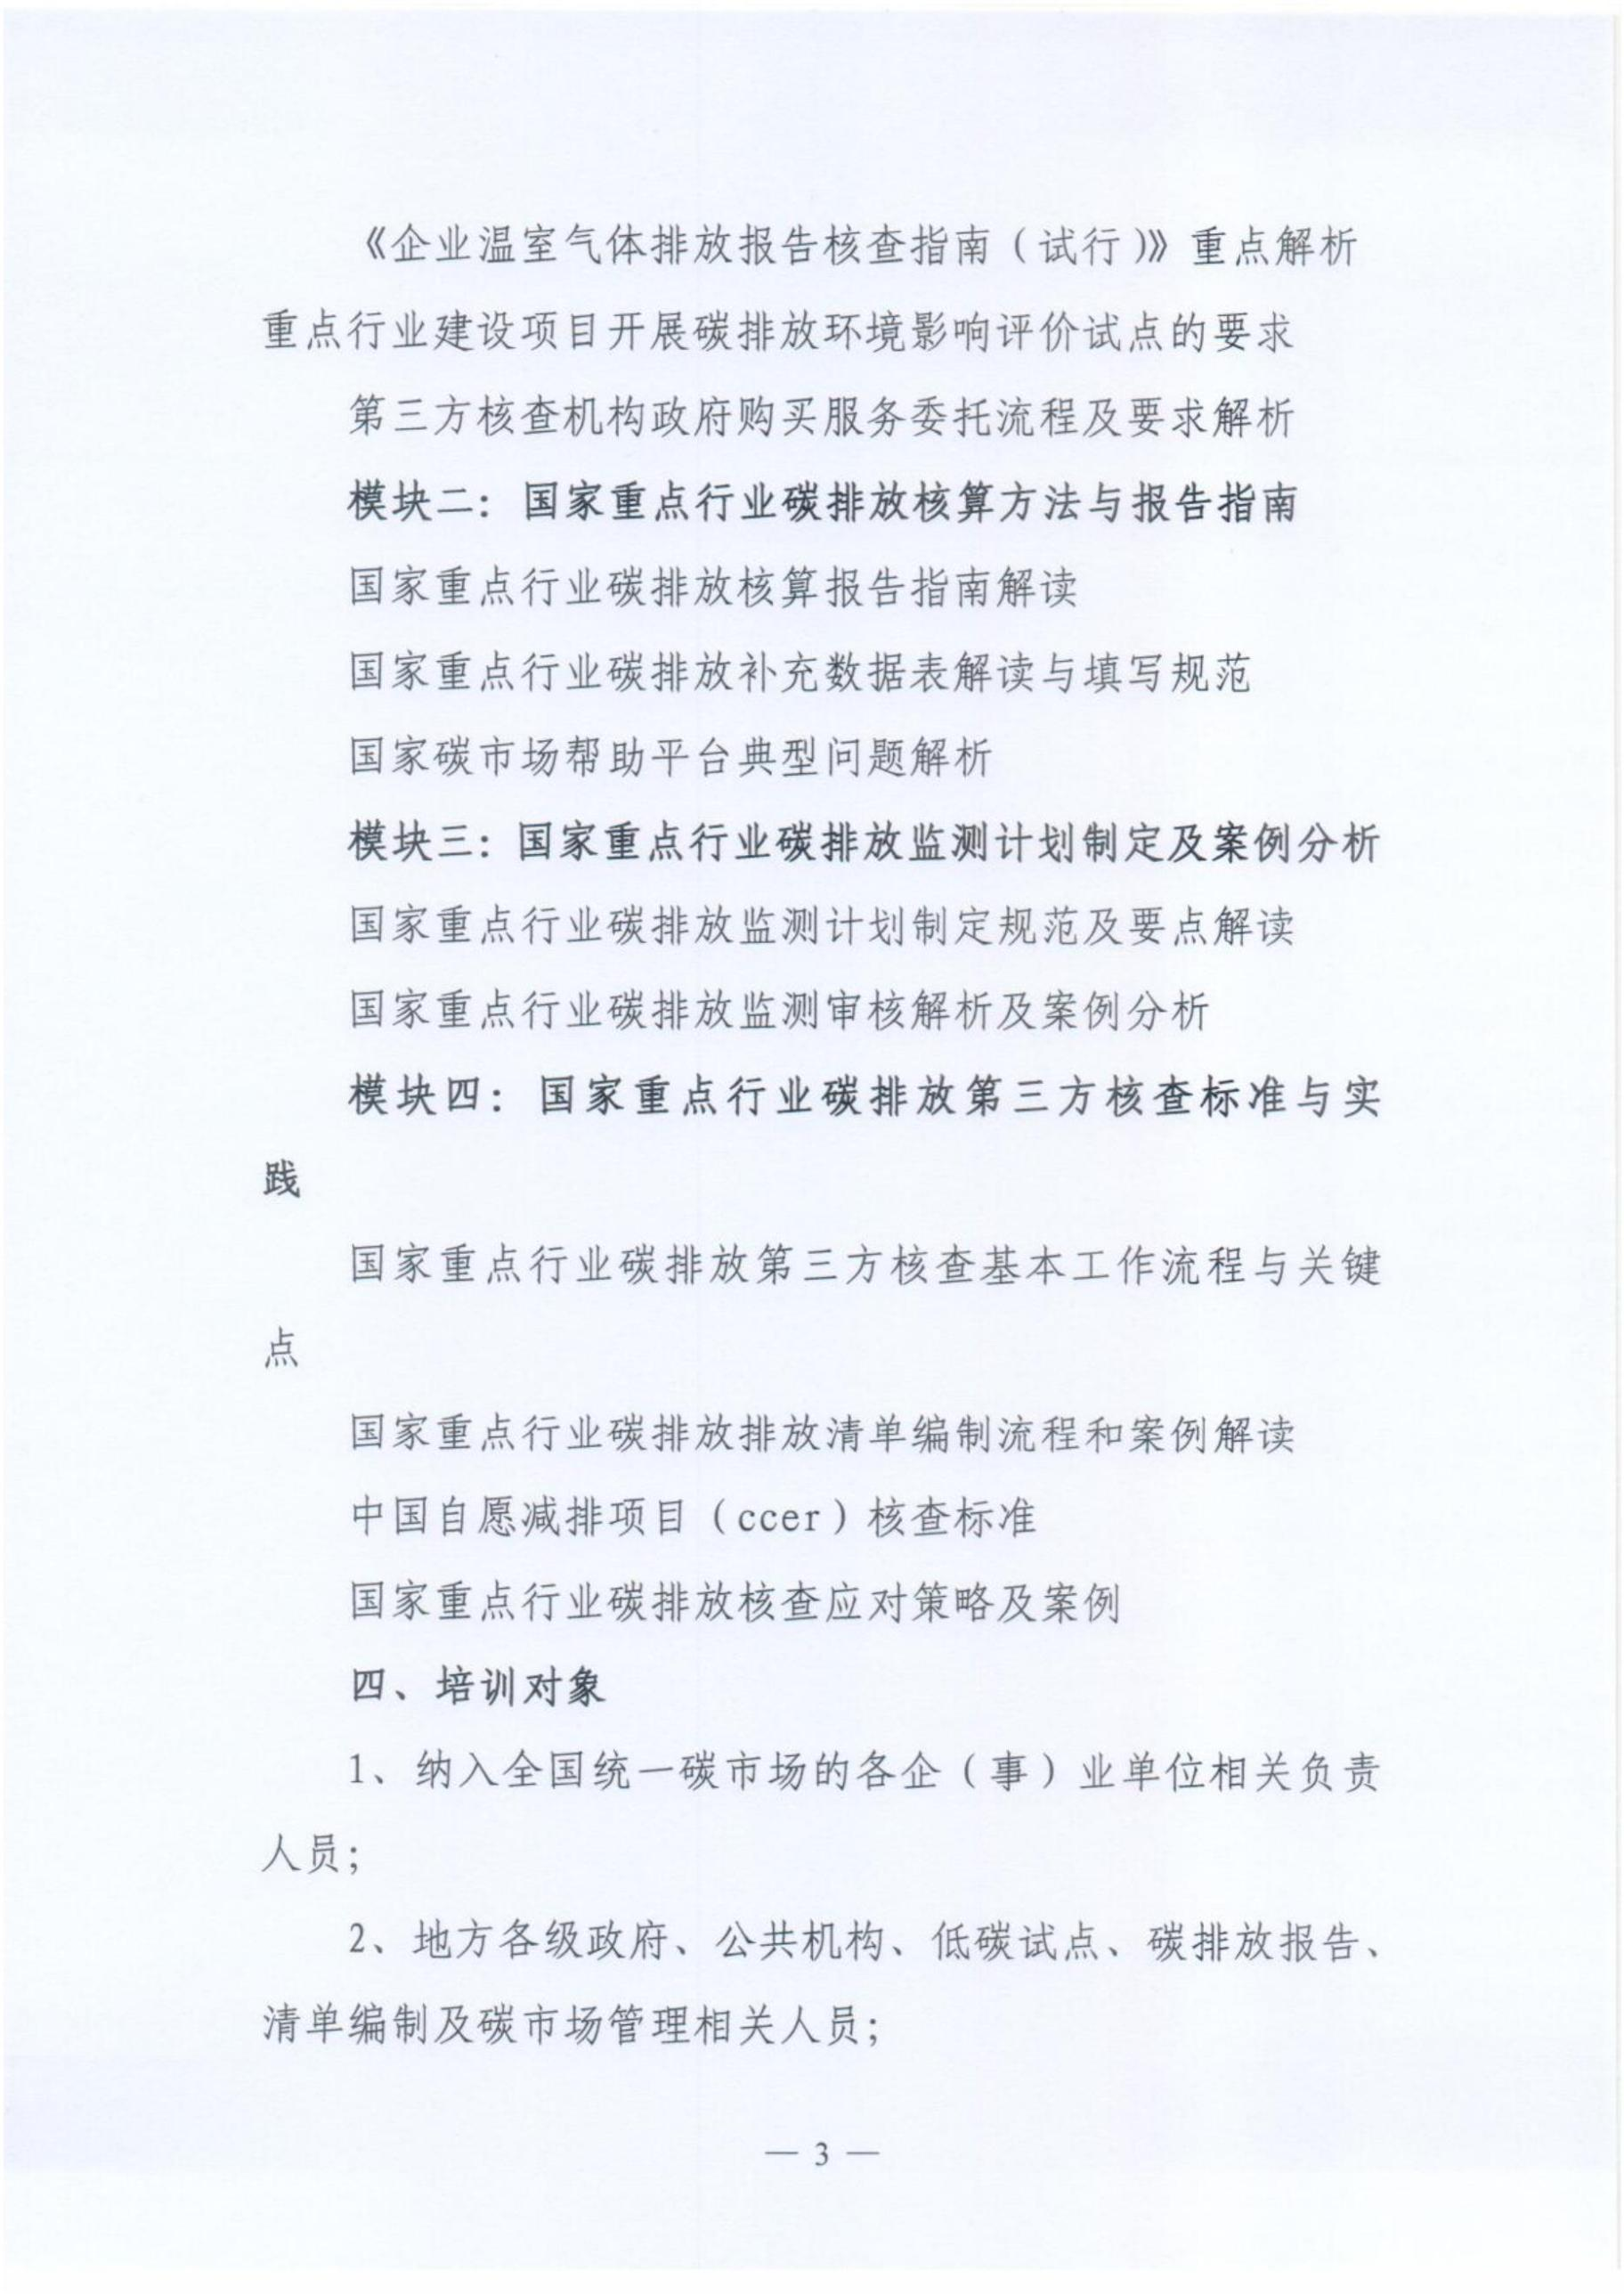 《企业温室气体排放报告核查指南（试行）》重点解析
重点行业建设项目开展碳排放环境影响评价试点的要求
第三方核查机构政府购买服务委托流程及要求解析
模块二：国家重点行业碳排放核算方法与报告指南
国家重点行业碳排放核算报告指南解读
国家重点行业碳排放补充数据表解读与填写规范
国家碳市场帮助平台典型问题解析
模块三：国家重点行业碳排放监测计划制定及案例分析
国家重点行业碳排放监测计划制定规范及要点解读
国家重点行业碳排放监测审核解析及案例分析
模块四：国家重点行业碳排放第三方核查标准与实
践
国家重点行业碳排放第三方核查基本工作流程与关键
点
国家重点行业碳排放排放清单编制流程和案例解读
中国自愿减排项目（ccer）核查标准
国家重点行业碳排放核查应对策略及案例
四、培训对象
1、纳入全国统一碳市场的各企（事）业单位相关负责
人员；
2、地方各级政府、公共机构、低碳试点、碳排放报告、
清单编制及碳市场管理相关人员；
— 3 —